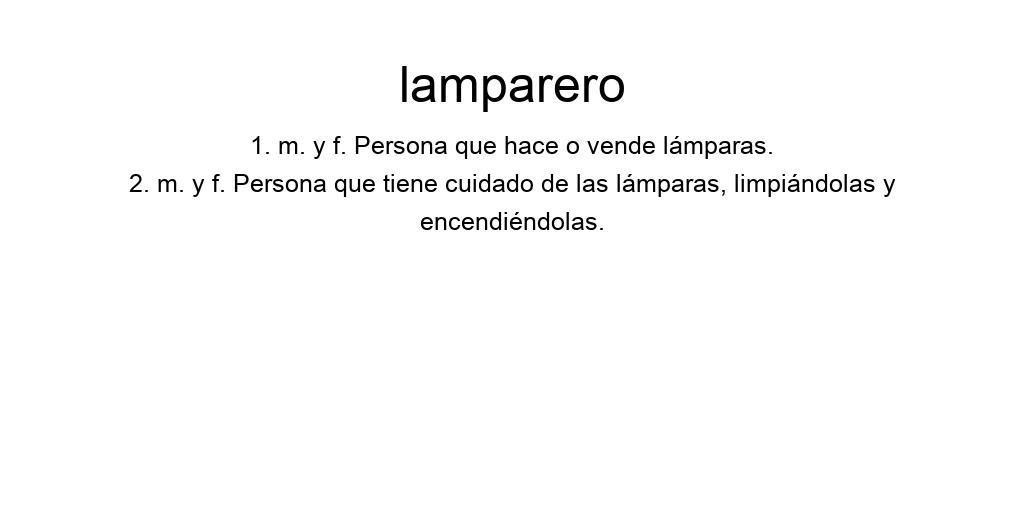 lamparero
1. m. y f. Persona que hace o vende lámparas.
2. m. y f. Persona que tiene cuidado de las lámparas, limpiándolas y
encendiéndolas.